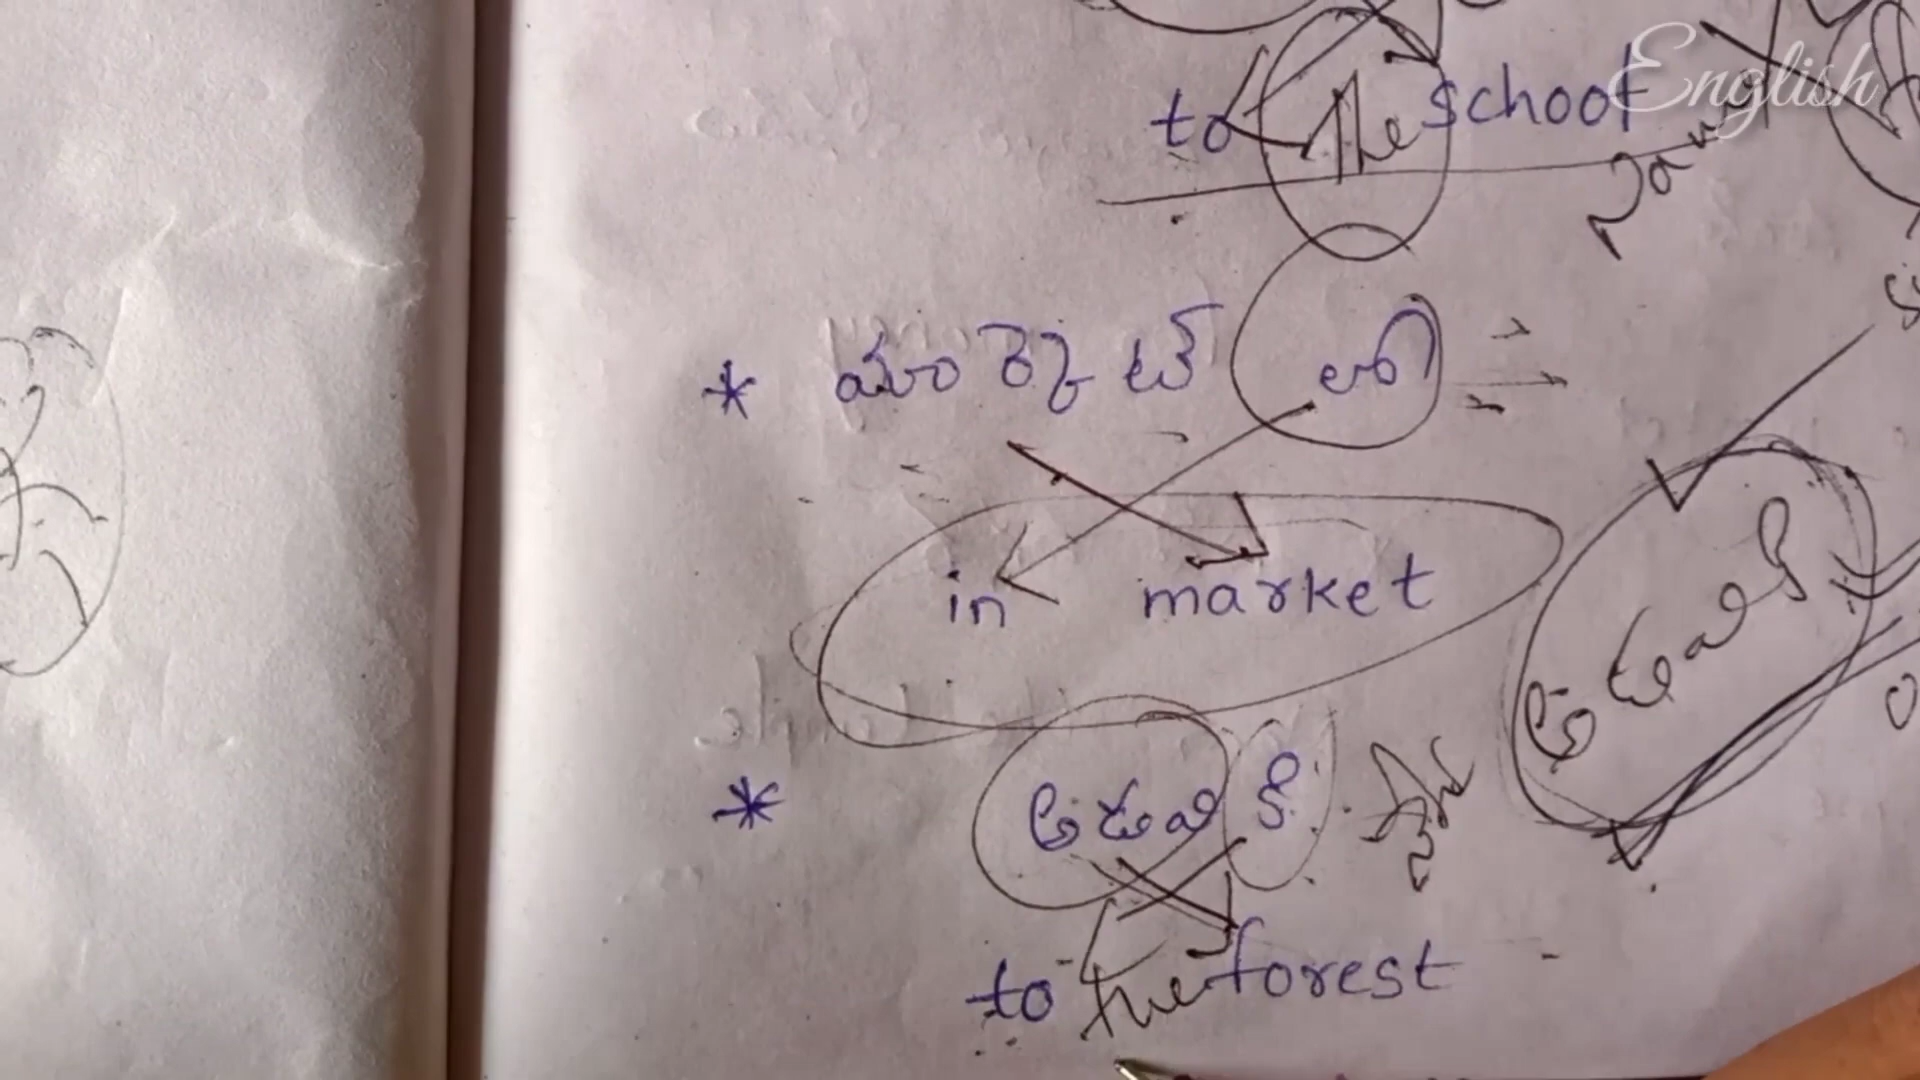 English
to the school
* మార్కెట్ లో
in market
* అడవి కి
అడవికి
to the forest